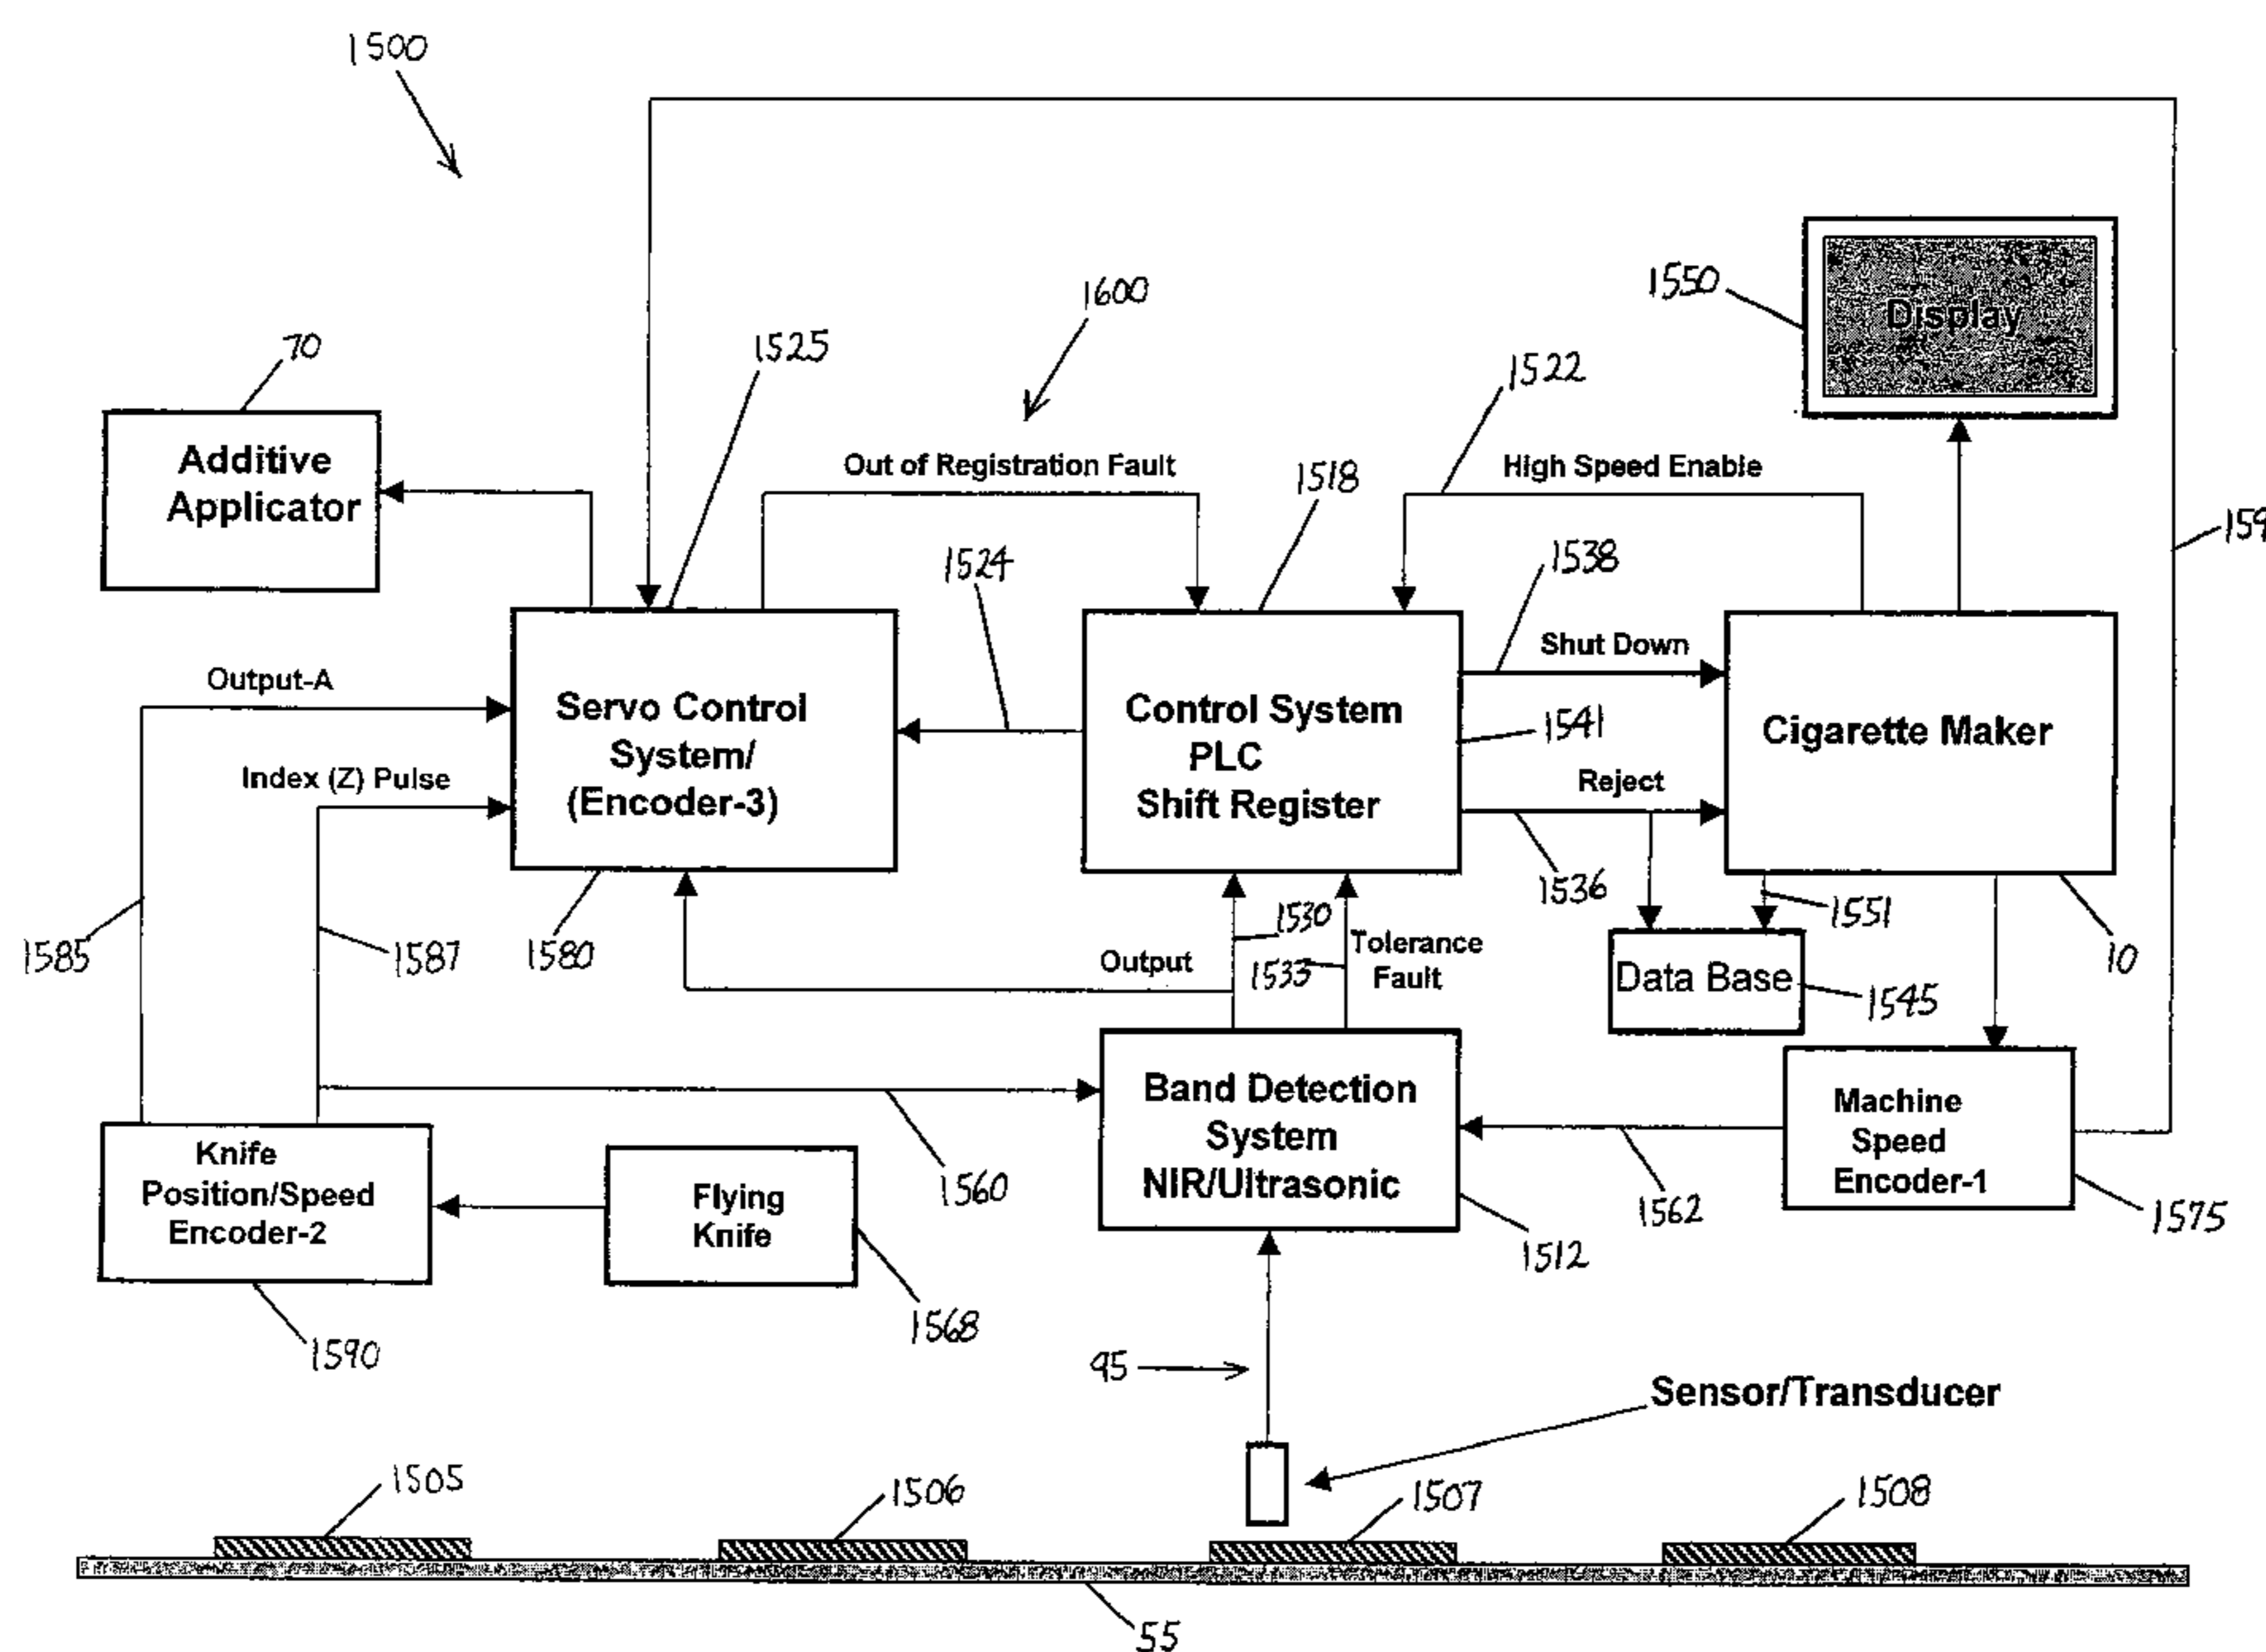 1500
1600
1550
Display
70
1525
1522
Additive
Applicator
Out of Registration Fault
1518
High Speed Enable
159
1524
1538
Output-A
Servo Control
System/
(Encoder-3)
Control System
PLC
Shift Register
Shut Down
1541
Cigarette Maker
Index (Z) Pulse
Reject
1585
1587
1580
1530
1533
Output
Tolerance
Fault
1536
1551
10
Data Base
1545
Knife
Position/Speed
Encoder-2
Flying
Knife
1560
Band Detection
System
NIR/Ultrasonic
Machine
Speed
Encoder-1
1562
1575
1512
1590
1568
95
Sensor/Transducer
1505
1506
1507
1508
55